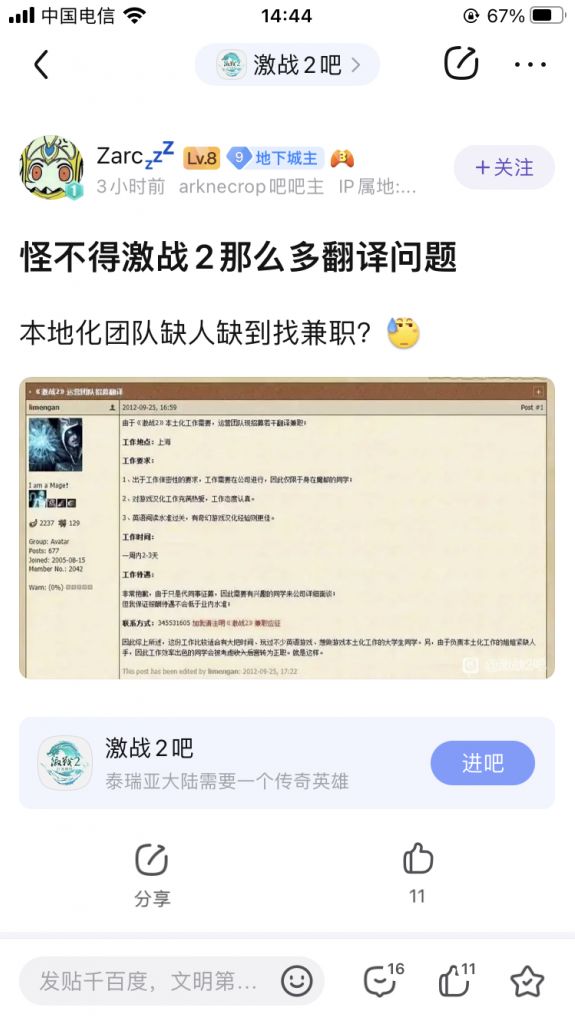 中国电信
14:44
67%
激战2吧
Zarc
zzZ
Lv.8
9 地下城主
3
+关注
1
3小时前 arknecrop吧吧主 IP属地:...
怪不得激战2那么多翻译问题
本地化团队缺人缺到找兼职？
《激战2》运营团队招募翻译
limengan
2012-09-25, 16:59
Post #1
由于《激战2》本土化工作需要，运营团队现招募若干翻译兼职：
工作地点：上海
工作要求：
1、出于工作保密性的要求，工作需要在公司进行，因此仅限于身在魔都的同学；
2、对游戏汉化工作充满热爱，工作态度认真。
3、英语阅读水准过关，有奇幻游戏汉化经验则更佳。
工作时间：
一周内2-3天
工作待遇：
非常抱歉，由于只是代同事征募，因此需要有兴趣的同学来公司详细面谈；
但我保证报酬待遇不会低于业内水准；
联系方式：345531605 加我请注明《激战2》兼职应征
因此综上所述，这份工作比较适合有大把时间、玩过不少英语游戏、想做游戏本土化工作的大学生同学。另，由于负责本土化工作的姐姐紧缺人
手，因此工作效率出色的同学会被考虑收入后宫转为正职。就是这样。
This post has been edited by limengan: 2012-09-25, 17:22
I am a Mage!
2237 129
Group: Avatar
Posts: 677
Joined: 2005-08-15
Member No.: 2042
Warn: (0%)
@激战2吧
激战2
激战2吧
泰瑞亚大陆需要一个传奇英雄
进吧
分享
11
发贴千百度，文明第...
16
11